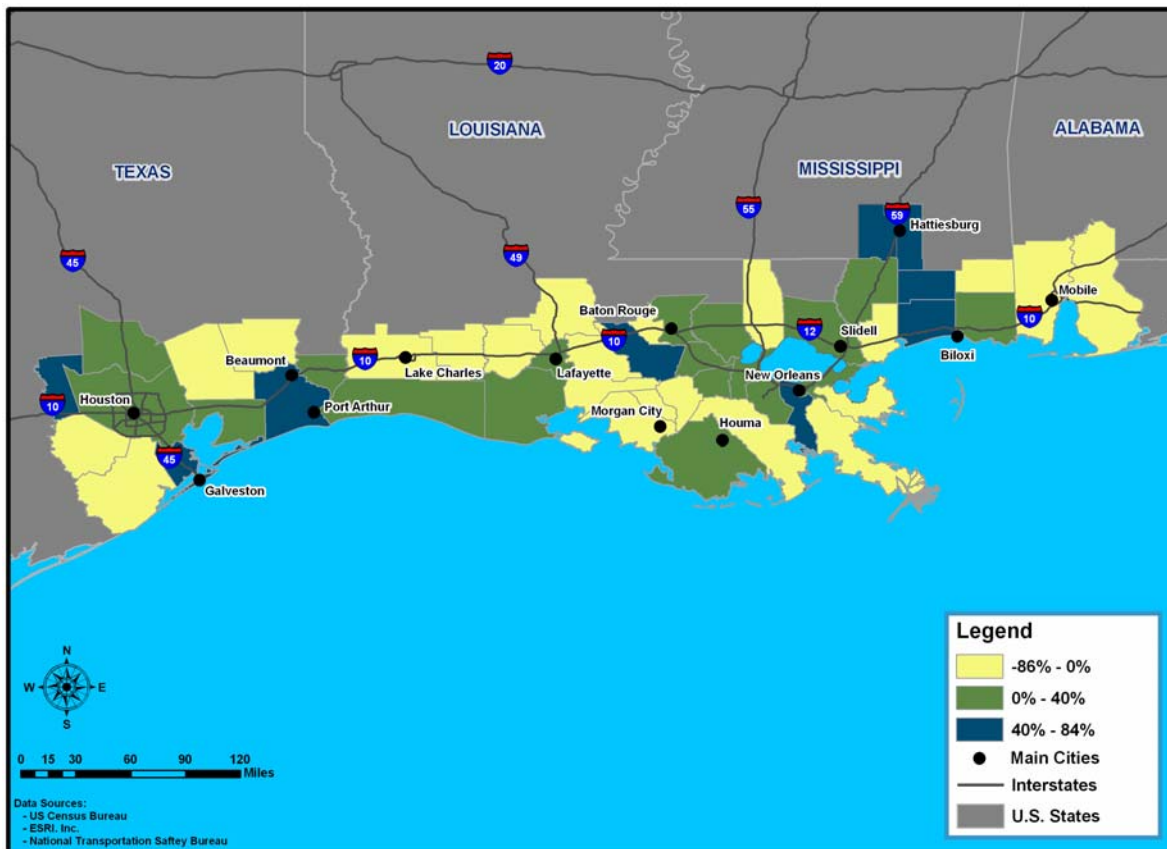 20
LOUISIANA
ALABAMA
TEXAS
MISSISSIPPI
55
59
Hattiesburg
45
49
Mobile
Baton Rouge
10
12
10
Slidell
Beaumont
10
Lake Charles
Lafayette
Biloxi
New Orleans
10
Houston
Port Arthur
Morgan City
Houma
45
Galveston
Legend
-86% - 0%
0% - 40%
40% - 84%
Main Cities
Interstates
U.S. States
N
W
E
S
0 15 30 60 90 120
Miles
Data Sources:
- US Census Bureau
- ESRI. Inc.
- National Transportation Saftey Bureau